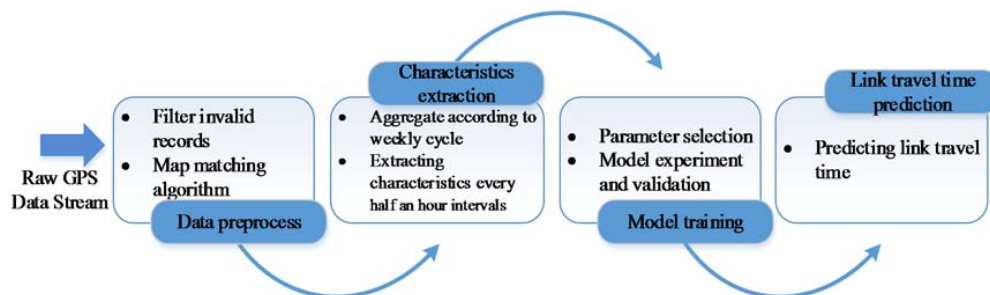 Raw GPS
Data Stream
• Filter invalid
records
• Map matching
algorithm
Data preprocess
Characteristics
extraction
• Aggregate according to
weekly cycle
• Extracting
characteristics every
half an hour intervals
• Parameter selection
• Model experiment
and validation
Model training
Link travel time
prediction
• Predicting link travel
time